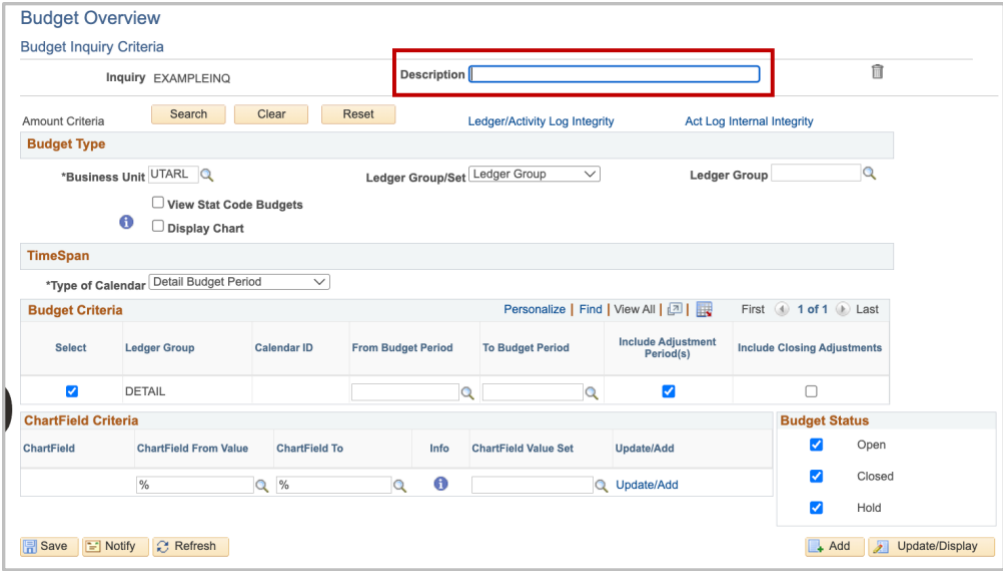 Budget Overview
Budget Inquiry Criteria
Inquiry EXAMPLEINQ Description
Amount Criteria Search Clear Reset Ledger/Activity Log Integrity Act Log Internal Integrity
Budget Type
*Business Unit UTARL Ledger Group/Set Ledger Group Ledger Group
View Stat Code Budgets
Display Chart
TimeSpan
*Type of Calendar Detail Budget Period
Budget Criteria Personalize | Find | View All | | First 1 of 1 Last
Select Ledger Group Calendar ID From Budget Period To Budget Period Include Adjustment Period(s) Include Closing Adjustments
DETAIL
ChartField Criteria
ChartField ChartField From Value ChartField To Info ChartField Value Set Update/Add
% % Update/Add
Budget Status
Open
Closed
Hold
Save Notify Refresh Add Update/Display